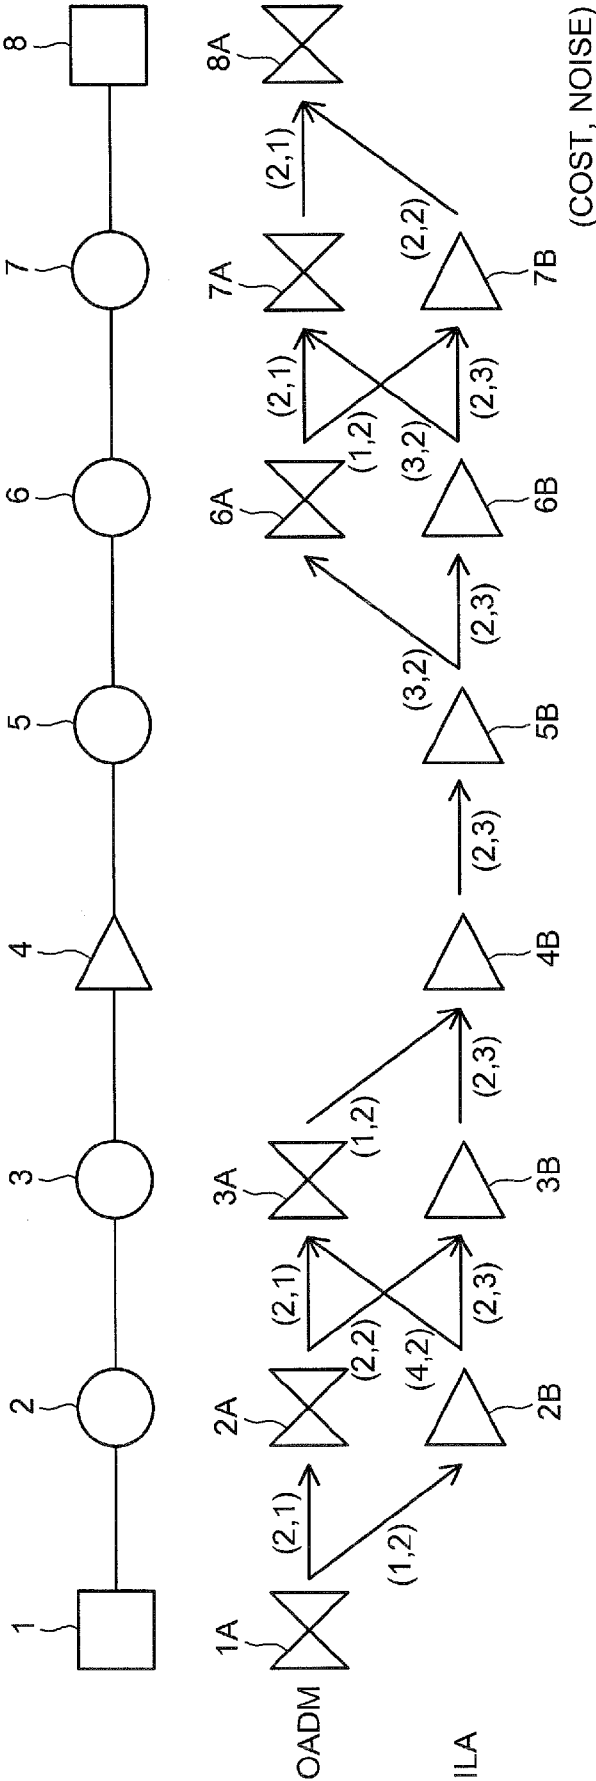 1
2
3
4
5
6
7
8
OADM
1A
2A
3A
6A
7A
8A
(2,1)
(2,1)
(2,1)
(2,1)
(1,2)
(2,2)
(4,2)
(1,2)
(3,2)
(1,2)
(3,2)
(2,2)
(2,3)
(2,3)
(2,3)
(2,3)
(2,3)
ILA
2B
3B
4B
5B
6B
7B
(COST, NOISE)